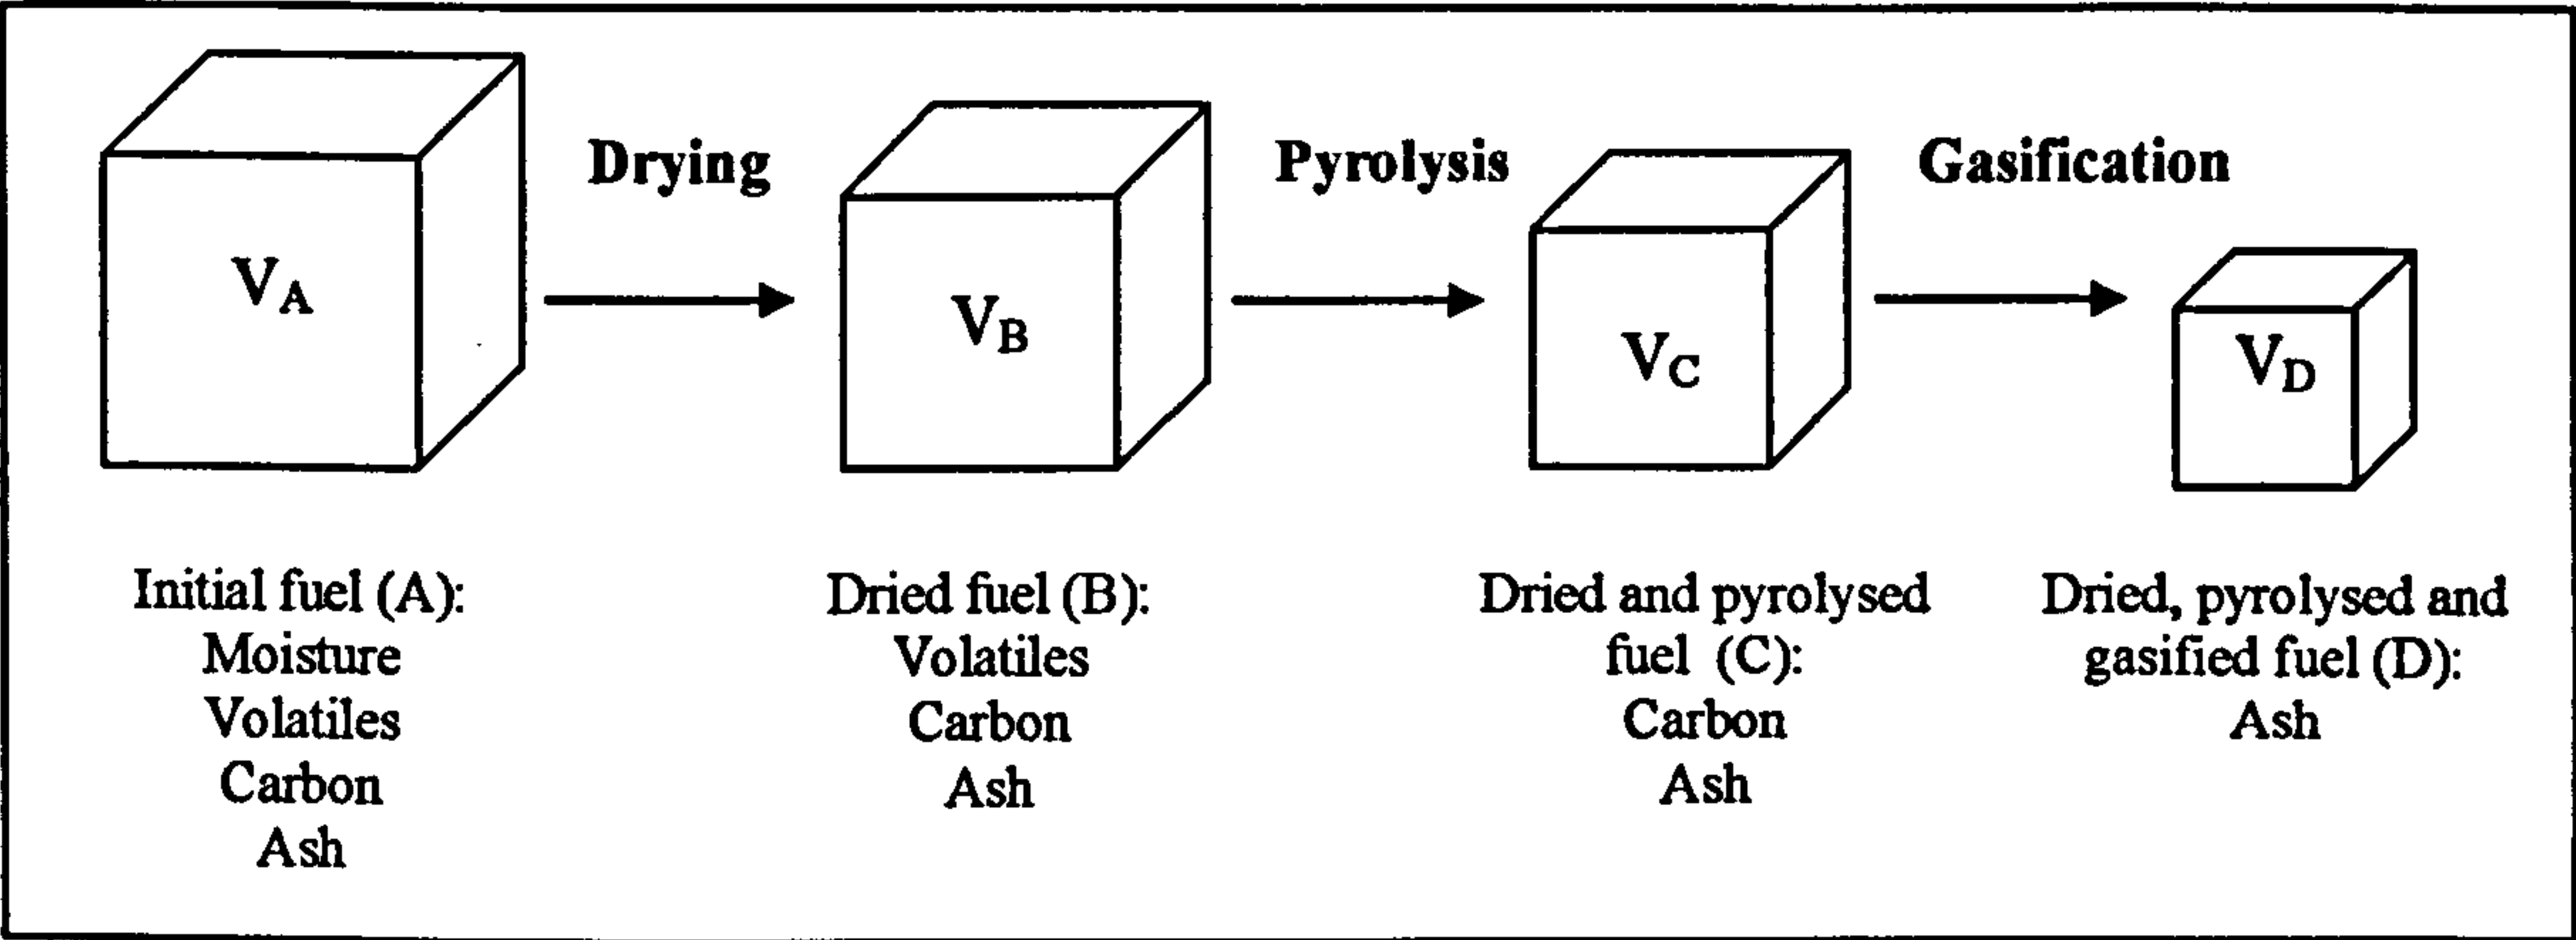 Drying
Pyrolysis
Gasification
VA
VB
VC
VD
Initial fuel (A):
Moisture
Volatiles
Carbon
Ash
Dried fuel (B):
Volatiles
Carbon
Ash
Dried and pyrolysed
fuel (C):
Carbon
Ash
Dried, pyrolysed and
gasified fuel (D):
Ash